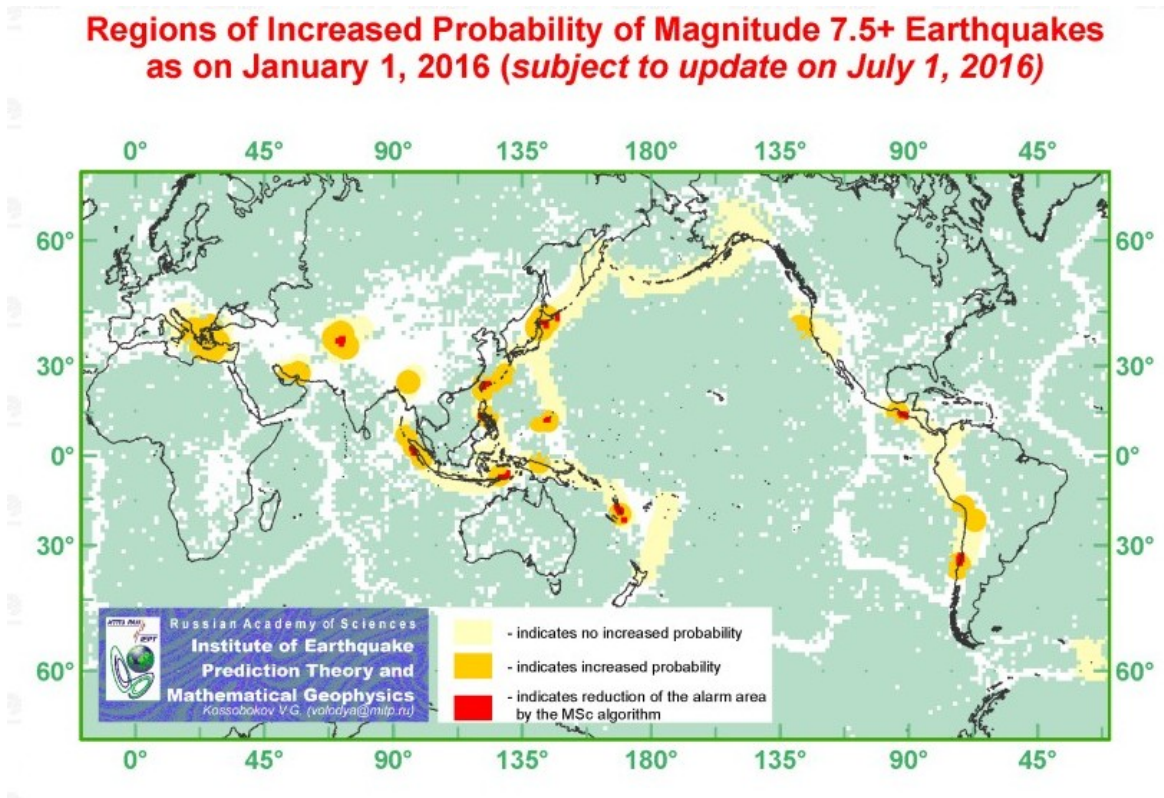 Regions of Increased Probability of Magnitude 7.5+ Earthquakes
as on January 1, 2016 (subject to update on July 1, 2016)
0° 45° 90° 135° 180° 135° 90° 45°
60° 60°
30° 30°
0° 0°
30° 30°
60° 60°
Russian Academy of Sciences
Institute of Earthquake
Prediction Theory and
Mathematical Geophysics
Kossobokov V.G. (volodya@mitp.ru)
- indicates no increased probability
- indicates increased probability
- indicates reduction of the alarm area
by the MSc algorithm
0° 45° 90° 135° 180° 135° 90° 45°